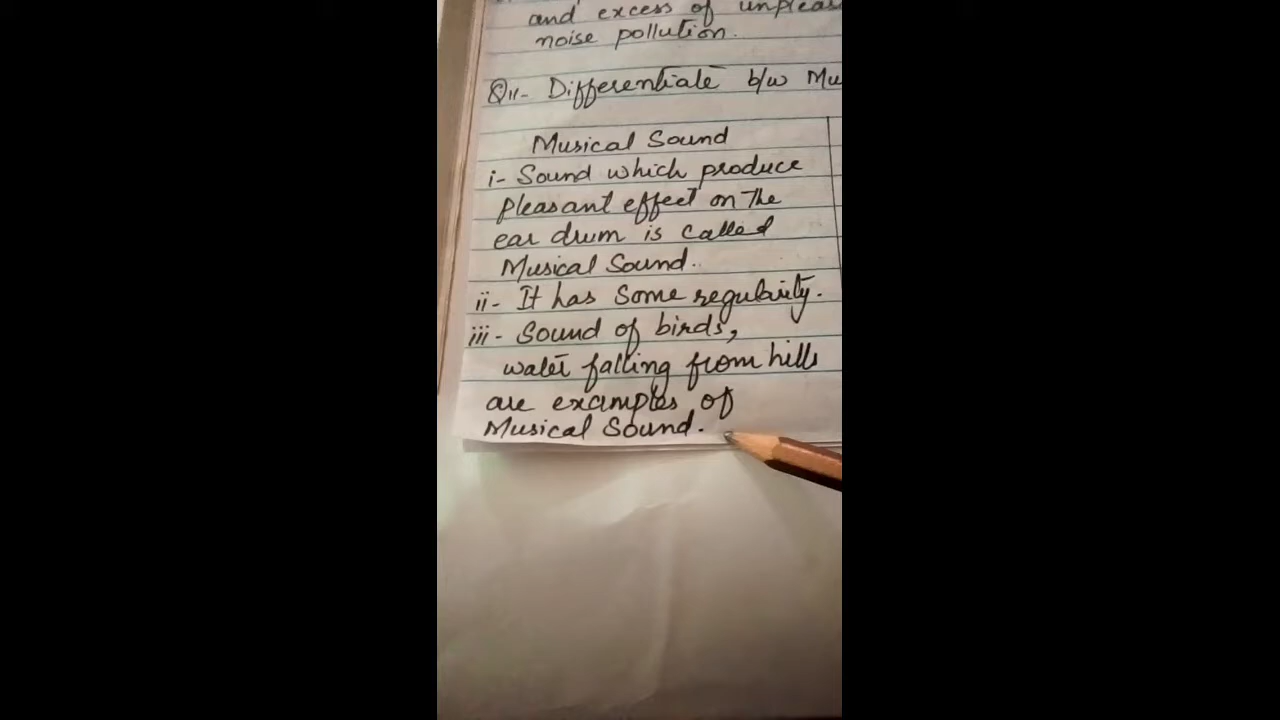 and excess of
noise pollution.
Q11- Differentiate b/w
Musical Sound
i- Sound which produce
pleasant effect on the
ear drum is called
Musical Sound.
ii- It has Some regularity.
iii- Sound of birds,
water falling from hills
are examples of
Musical Sound.